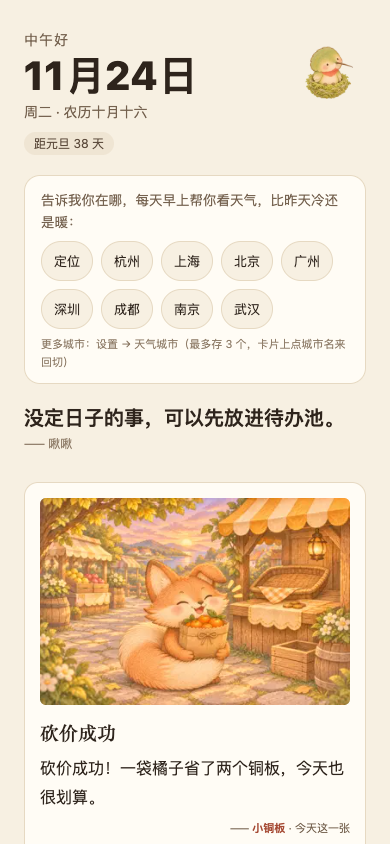 中午好
11月24日
周二 · 农历十月十六
距元旦 38 天
告诉我你在哪，每天早上帮你看天气，比昨天冷还
是暖：
定位
杭州
上海
北京
广州
深圳
成都
南京
武汉
更多城市：设置 → 天气城市（最多存 3 个，卡片上点城市名来
回切）
没定日子的事，可以先放进待办池。
—— 啾啾
砍价成功
砍价成功！一袋橘子省了两个铜板，今天也
很划算。
—— 小铜板 · 今天这一张